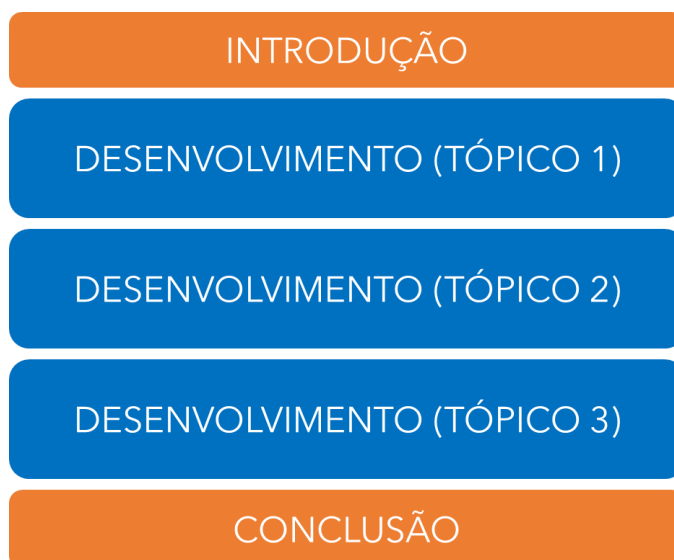 INTRODUÇÃO
DESENVOLVIMENTO (TÓPICO 1)
DESENVOLVIMENTO (TÓPICO 2)
DESENVOLVIMENTO (TÓPICO 3)
CONCLUSÃO